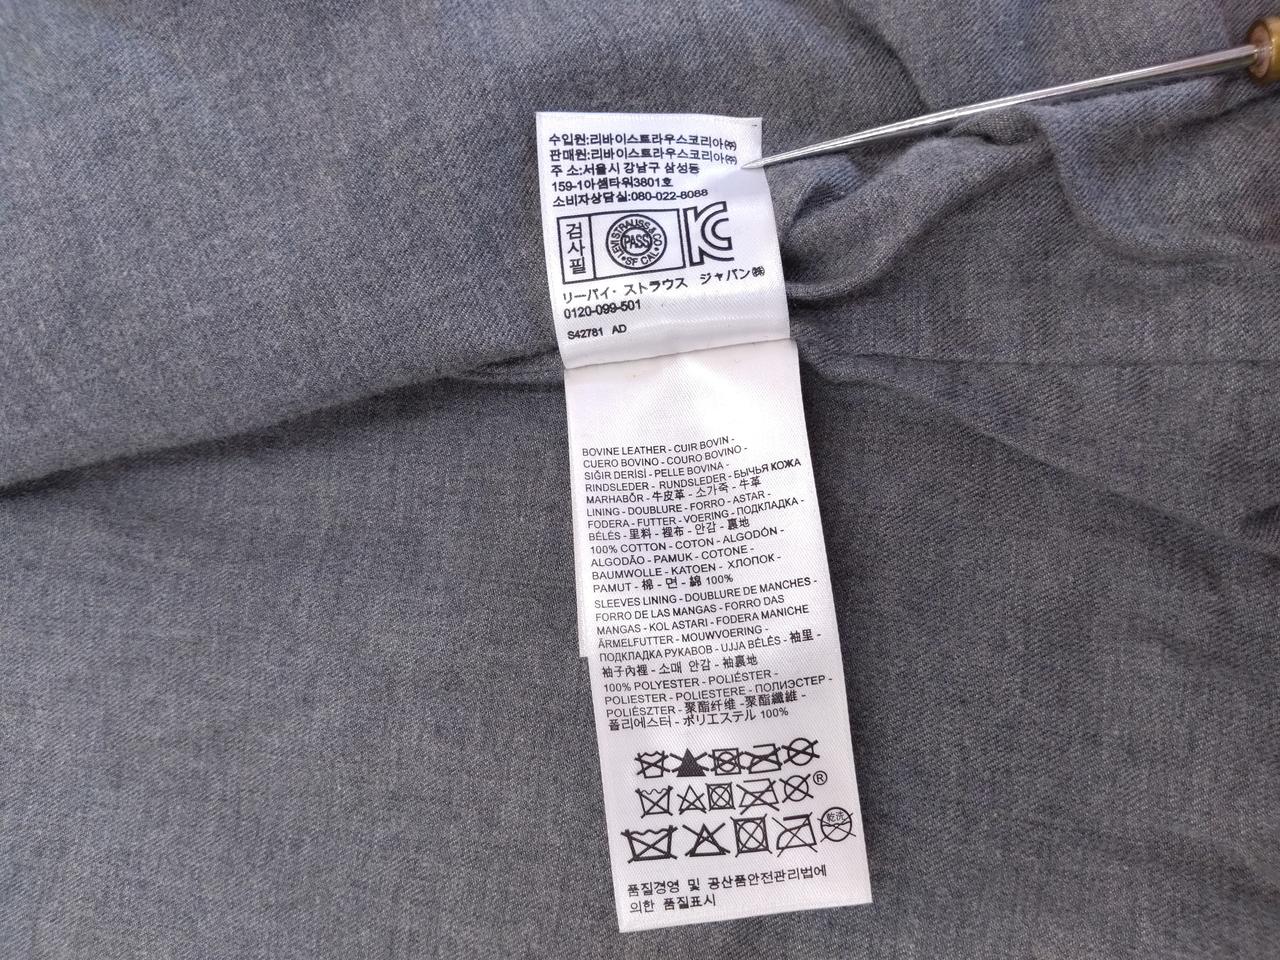 수입원:리바이스트라우스코리아㈜
판매원:리바이스트라우스코리아㈜
주 소:서울시 강남구 삼성동
159-1아셈타워3801호
소비자상담실:080-022-8088
검사필
LEVI STRAUSS & CO
PASS
SF CAL
リーバイ・ストラウス ジャパン㈱
0120-099-501
S42781 AD
BOVINE LEATHER - CUIR BOVIN -
CUERO BOVINO - COURO BOVINO -
SIĞIR DERİSİ - PELLE BOVINA -
RINDSLEDER - RUNDSLEDER - БЫЧЬЯ КОЖА
MARHABŐR - 牛皮革 - 소가죽 - 牛革
LINING - DOUBLURE - FORRO - ASTAR -
FODERA - FUTTER - VOERING - ПОДКЛАДКА -
BÉLÉS - 里料 - 裡布 - 안감 - 裏地
100% COTTON - COTON - ALGODÓN -
ALGODÃO - PAMUK - COTONE -
BAUMWOLLE - KATOEN - ХЛОПОК -
PAMUT - 棉 - 면 - 綿 100%
SLEEVES LINING - DOUBLURE DE MANCHES -
FORRO DE LAS MANGAS - FORRO DAS
MANGAS - KOL ASTARI - FODERA MANICHE
ÄRMELFUTTER - MOUWVOERING -
ПОДКЛАДКА РУКАВОВ - UJJA BÉLÉS - 袖里 -
袖子內裡 - 소매 안감 - 袖裏地
100% POLYESTER - POLIÉSTER -
POLIESTER - POLIESTERE - ПОЛИЭСТЕР -
POLIÉSZTER - 聚酯纤维 - 聚酯纖維 -
폴리에스터 - ポリエステル 100%
®
乾洗
품질경영 및 공산품안전관리법에
의한 품질표시